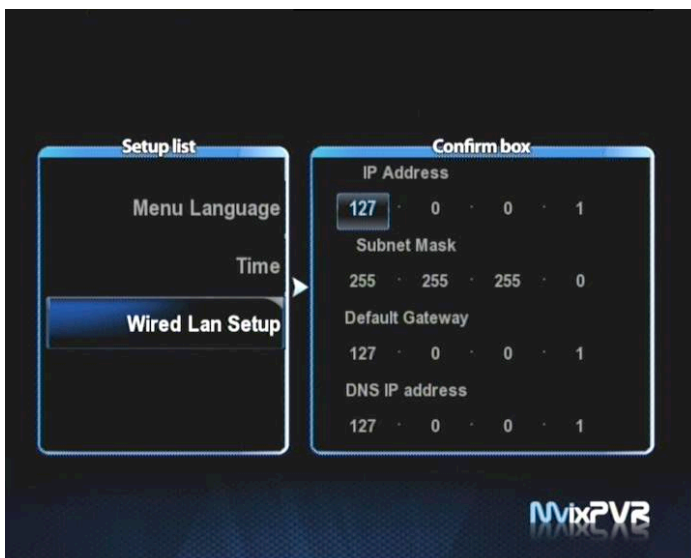 Setup list
Menu Language
Time
Wired Lan Setup
Confirm box
IP Address
127 · 0 · 0 · 1
Subnet Mask
255 · 255 · 255 · 0
Default Gateway
127 · 0 · 0 · 1
DNS IP address
127 · 0 · 0 · 1
MvixPVR